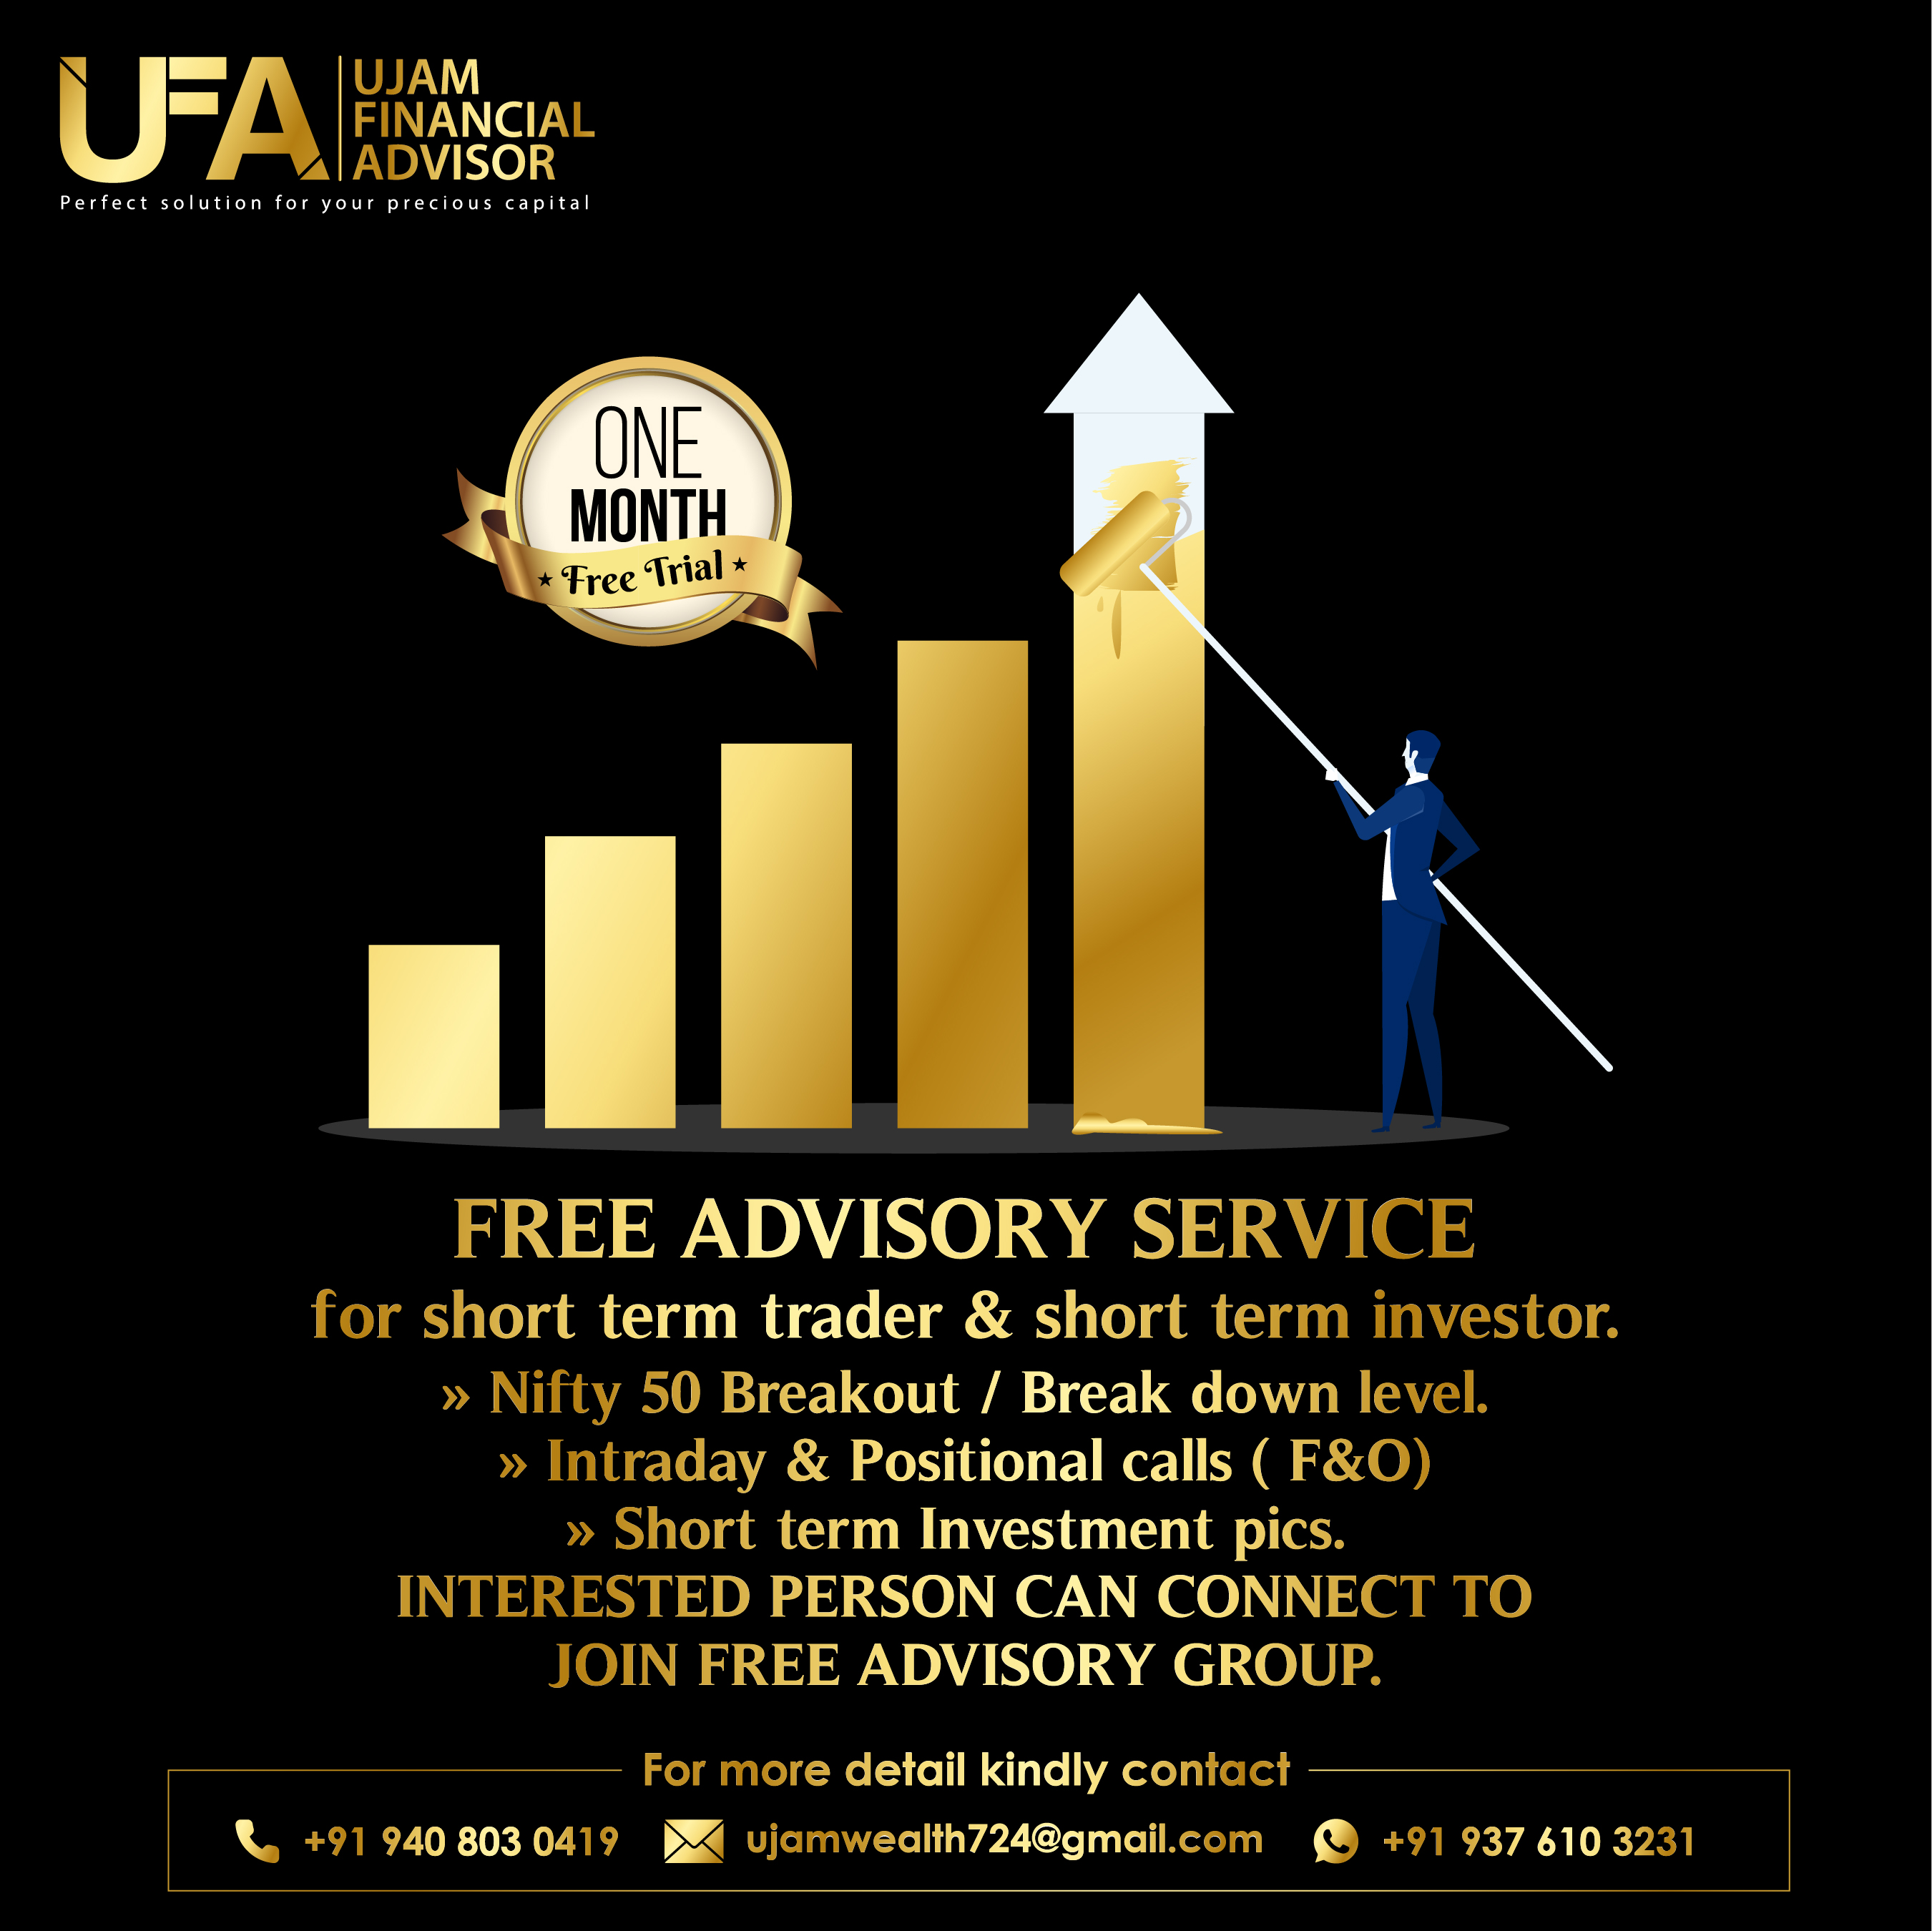 UFA
UJAM
FINANCIAL
ADVISOR
Perfect solution for your precious capital
ONE
MONTH
★ Free Trial ★
FREE ADVISORY SERVICE
for short term trader & short term investor.
» Nifty 50 Breakout / Break down level.
» Intraday & Positional calls ( F&O)
» Short term Investment pics.
INTERESTED PERSON CAN CONNECT TO
JOIN FREE ADVISORY GROUP.
For more detail kindly contact
+91 940 803 0419
ujamwealth724@gmail.com
+91 937 610 3231